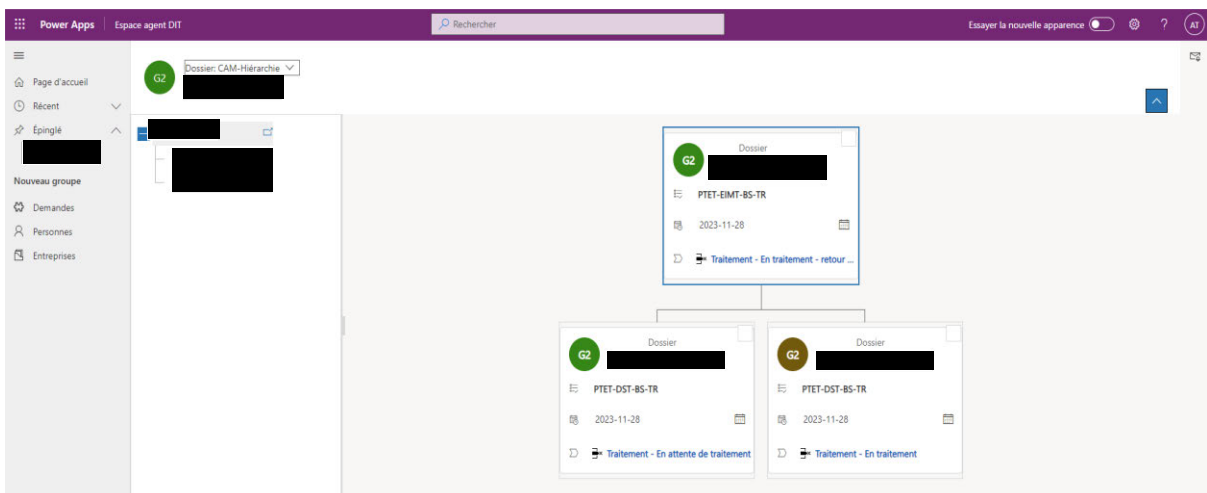 Power Apps
Espace agent DIT
Rechercher
Essayer la nouvelle apparence
?
AT
Page d'accueil
Récent
Épinglé
Nouveau groupe
Demandes
Personnes
Entreprises
G2
Dossier: CAM-Hiérarchie
Dossier
G2
PTET-EIMT-BS-TR
2023-11-28
Traitement - En traitement - retour ...
Dossier
G2
PTET-DST-BS-TR
2023-11-28
Traitement - En attente de traitement
Dossier
G2
PTET-DST-BS-TR
2023-11-28
Traitement - En traitement